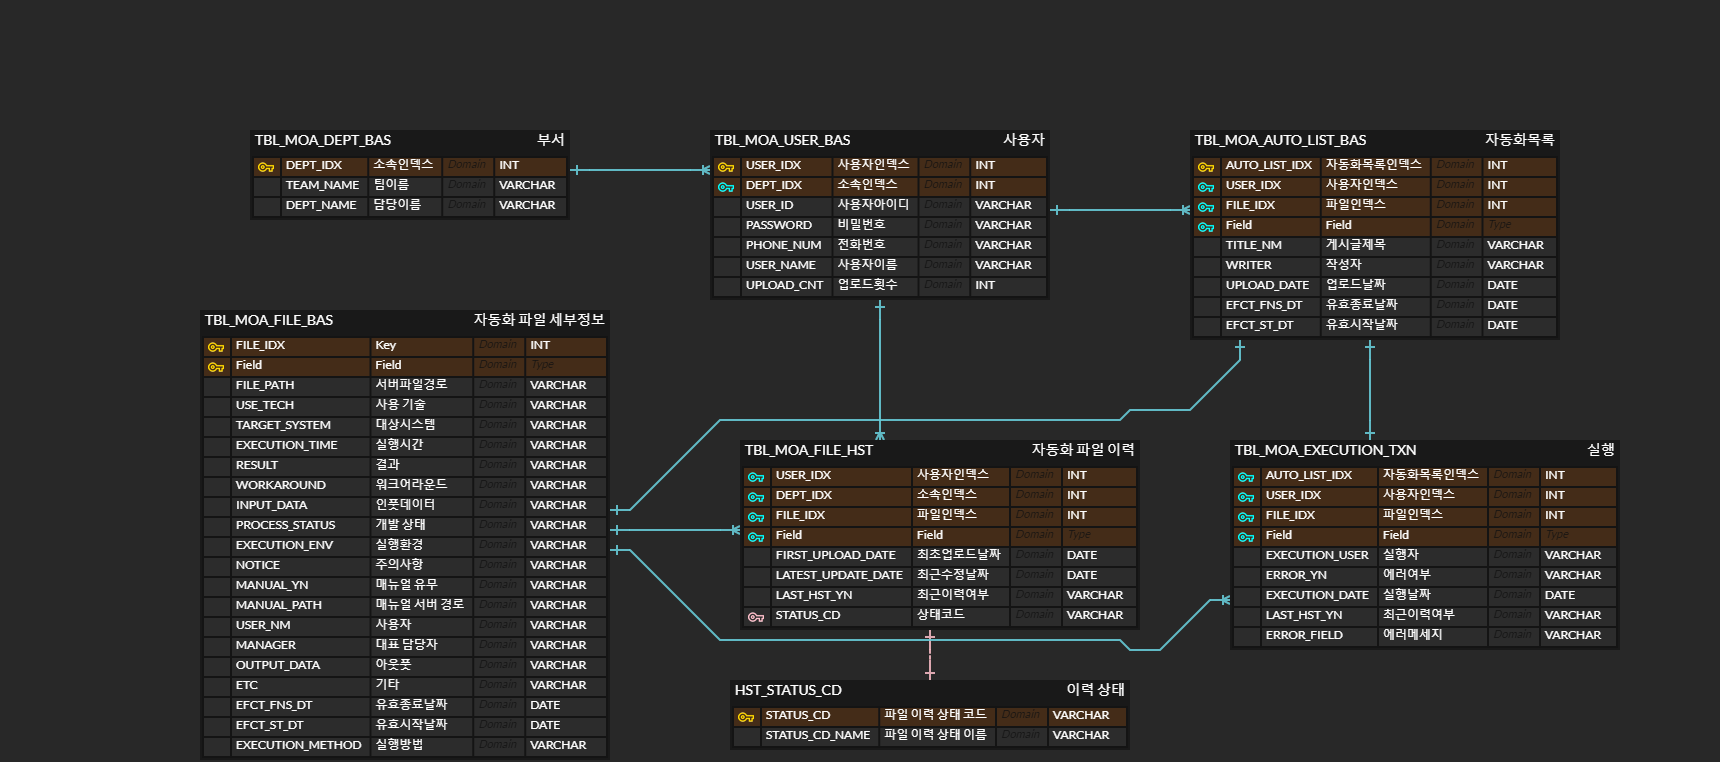 TBL_MOA_DEPT_BAS 부서
DEPT_IDX 소속인덱스 Domain INT
TEAM_NAME 팀이름 Domain VARCHAR
DEPT_NAME 담당이름 Domain VARCHAR
TBL_MOA_USER_BAS 사용자
USER_IDX 사용자인덱스 Domain INT
DEPT_IDX 소속인덱스 Domain INT
USER_ID 사용자아이디 Domain VARCHAR
PASSWORD 비밀번호 Domain VARCHAR
PHONE_NUM 전화번호 Domain VARCHAR
USER_NAME 사용자이름 Domain VARCHAR
UPLOAD_CNT 업로드횟수 Domain INT
TBL_MOA_AUTO_LIST_BAS 자동화목록
AUTO_LIST_IDX 자동화목록인덱스 Domain INT
USER_IDX 사용자인덱스 Domain INT
FILE_IDX 파일인덱스 Domain INT
Field Field Domain Type
TITLE_NM 게시글제목 Domain VARCHAR
WRITER 작성자 Domain VARCHAR
UPLOAD_DATE 업로드날짜 Domain DATE
EFCT_FNS_DT 유효종료날짜 Domain DATE
EFCT_ST_DT 유효시작날짜 Domain DATE
TBL_MOA_FILE_BAS 자동화 파일 세부정보
FILE_IDX Key Domain INT
Field Field Domain Type
FILE_PATH 서버파일경로 Domain VARCHAR
USE_TECH 사용 기술 Domain VARCHAR
TARGET_SYSTEM 대상시스템 Domain VARCHAR
EXECUTION_TIME 실행시간 Domain VARCHAR
RESULT 결과 Domain VARCHAR
WORKAROUND 워크어라운드 Domain VARCHAR
INPUT_DATA 인풋데이터 Domain VARCHAR
PROCESS_STATUS 개발 상태 Domain VARCHAR
EXECUTION_ENV 실행환경 Domain VARCHAR
NOTICE 주의사항 Domain VARCHAR
MANUAL_YN 매뉴얼 유무 Domain VARCHAR
MANUAL_PATH 매뉴얼 서버 경로 Domain VARCHAR
USER_NM 사용자 Domain VARCHAR
MANAGER 대표 담당자 Domain VARCHAR
OUTPUT_DATA 아웃풋 Domain VARCHAR
ETC 기타 Domain VARCHAR
EFCT_FNS_DT 유효종료날짜 Domain DATE
EFCT_ST_DT 유효시작날짜 Domain DATE
EXECUTION_METHOD 실행방법 Domain VARCHAR
TBL_MOA_FILE_HST 자동화 파일 이력
USER_IDX 사용자인덱스 Domain INT
DEPT_IDX 소속인덱스 Domain INT
FILE_IDX 파일인덱스 Domain INT
Field Field Domain Type
FIRST_UPLOAD_DATE 최초업로드날짜 Domain DATE
LATEST_UPDATE_DATE 최근수정날짜 Domain DATE
LAST_HST_YN 최근이력여부 Domain VARCHAR
STATUS_CD 상태코드 Domain VARCHAR
TBL_MOA_EXECUTION_TXN 실행
AUTO_LIST_IDX 자동화목록인덱스 Domain INT
USER_IDX 사용자인덱스 Domain INT
FILE_IDX 파일인덱스 Domain INT
Field Field Domain Type
EXECUTION_USER 실행자 Domain VARCHAR
ERROR_YN 에러여부 Domain VARCHAR
EXECUTION_DATE 실행날짜 Domain DATE
LAST_HST_YN 최근이력여부 Domain VARCHAR
ERROR_FIELD 에러메세지 Domain VARCHAR
HST_STATUS_CD 이력 상태
STATUS_CD 파일 이력 상태 코드 Domain VARCHAR
STATUS_CD_NAME 파일 이력 상태 이름 Domain VARCHAR